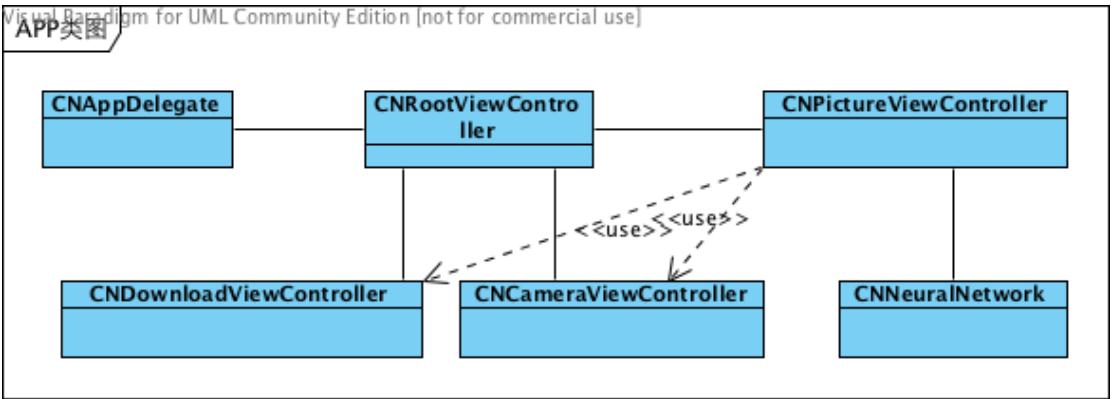 Visual Paradigm for UML Community Edition [not for commercial use]
APP类图
CNAppDelegate
CNRootViewContro
ller
CNPictureViewController
<<use>>
<<use>>
CNDownloadViewController
CNCameraViewController
CNNeuralNetwork